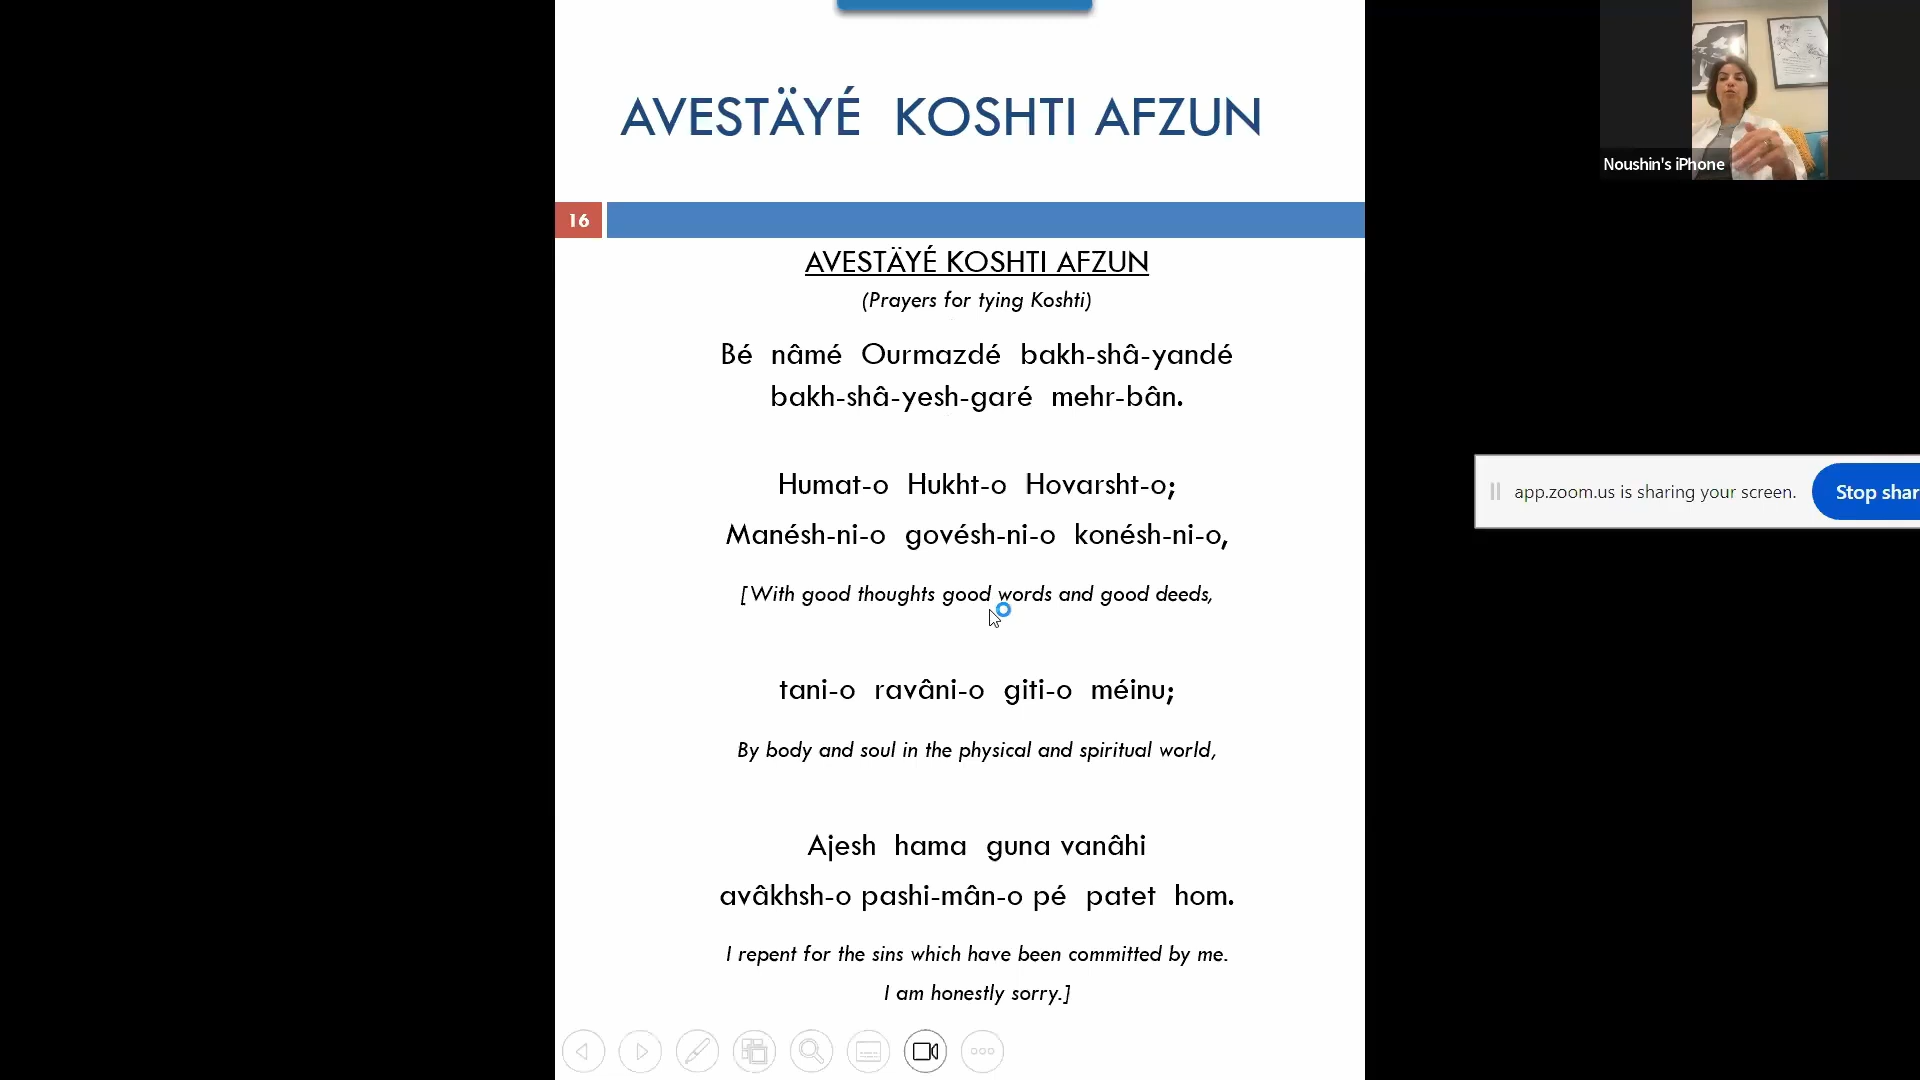 AVESTÄYÉ KOSHTI AFZUN
Noushin's iPhone
16
AVESTÄYÉ KOSHTI AFZUN
(Prayers for tying Koshti)
Bé nâmé Ourmazdé bakh-shâ-yandé
bakh-shâ-yesh-garé mehr-bân.
Humat-o Hukht-o Hovarsht-o;
Manésh-ni-o govésh-ni-o konésh-ni-o,
[With good thoughts good words and good deeds,
tani-o ravâni-o giti-o méinu;
By body and soul in the physical and spiritual world,
Ajesh hama guna vanâhi
avâkhsh-o pashi-mân-o pé patet hom.
I repent for the sins which have been committed by me.
I am honestly sorry.]
app.zoom.us is sharing your screen.
Stop shar